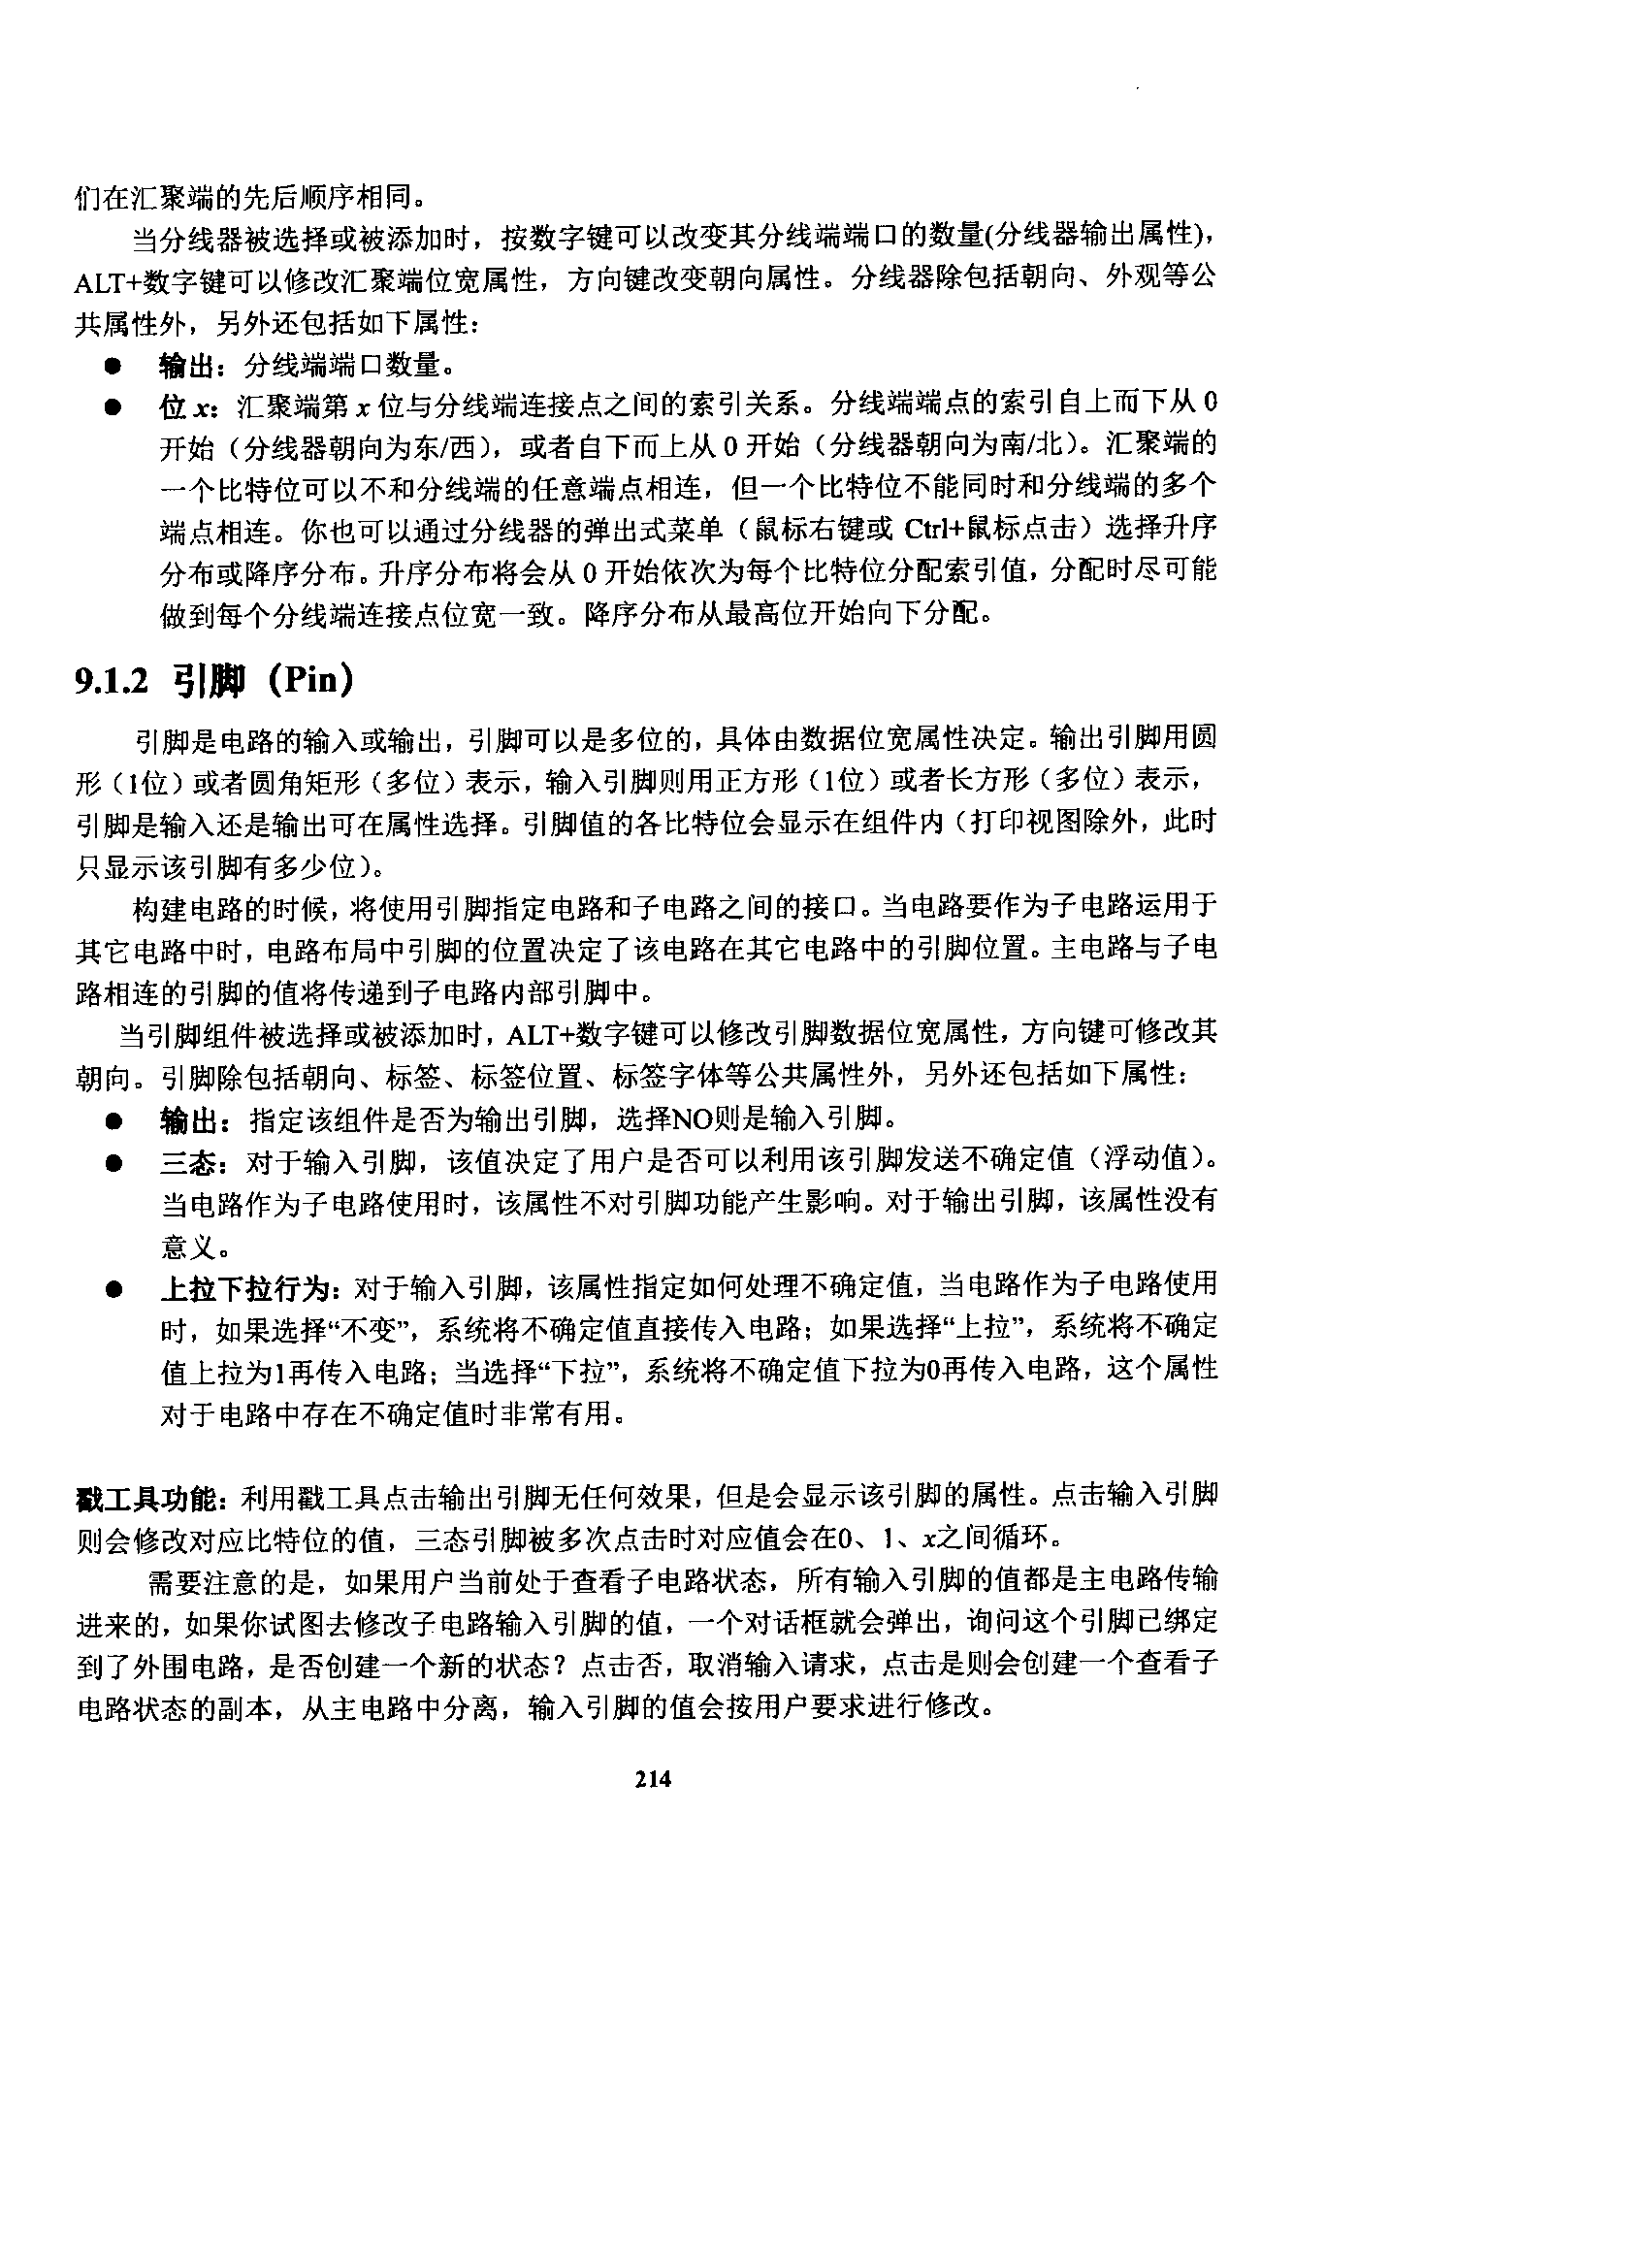 们在汇聚端的先后顺序相同。
当分线器被选择或被添加时，按数字键可以改变其分线端端口的数量(分线器输出属性)，
ALT+数字键可以修改汇聚端位宽属性，方向键改变朝向属性。分线器除包括朝向、外观等公
共属性外，另外还包括如下属性：
● 输出：分线端端口数量。
● 位 x：汇聚端第 x 位与分线端连接点之间的索引关系。分线端端点的索引自上而下从 0
开始（分线器朝向为东/西），或者自下而上从 0 开始（分线器朝向为南/北）。汇聚端的
一个比特位可以不和分线端的任意端点相连，但一个比特位不能同时和分线端的多个
端点相连。你也可以通过分线器的弹出式菜单（鼠标右键或 Ctrl+鼠标点击）选择升序
分布或降序分布。升序分布将会从 0 开始依次为每个比特位分配索引值，分配时尽可能
做到每个分线端连接点位宽一致。降序分布从最高位开始向下分配。
9.1.2 引脚（Pin）
引脚是电路的输入或输出，引脚可以是多位的，具体由数据位宽属性决定。输出引脚用圆
形（1位）或者圆角矩形（多位）表示，输入引脚则用正方形（1位）或者长方形（多位）表示，
引脚是输入还是输出可在属性选择。引脚值的各比特位会显示在组件内（打印视图除外，此时
只显示该引脚有多少位）。
构建电路的时候，将使用引脚指定电路和子电路之间的接口。当电路要作为子电路运用于
其它电路中时，电路布局中引脚的位置决定了该电路在其它电路中的引脚位置。主电路与子电
路相连的引脚的值将传递到子电路内部引脚中。
当引脚组件被选择或被添加时，ALT+数字键可以修改引脚数据位宽属性，方向键可修改其
朝向。引脚除包括朝向、标签、标签位置、标签字体等公共属性外，另外还包括如下属性：
● 输出：指定该组件是否为输出引脚，选择NO则是输入引脚。
● 三态：对于输入引脚，该值决定了用户是否可以利用该引脚发送不确定值（浮动值）。
当电路作为子电路使用时，该属性不对引脚功能产生影响。对于输出引脚，该属性没有
意义。
● 上拉下拉行为：对于输入引脚，该属性指定如何处理不确定值，当电路作为子电路使用
时，如果选择“不变”，系统将不确定值直接传入电路；如果选择“上拉”，系统将不确定
值上拉为1再传入电路；当选择“下拉”，系统将不确定值下拉为0再传入电路，这个属性
对于电路中存在不确定值时非常有用。
戳工具功能：利用戳工具点击输出引脚无任何效果，但是会显示该引脚的属性。点击输入引脚
则会修改对应比特位的值，三态引脚被多次点击时对应值会在0、1、x之间循环。
需要注意的是，如果用户当前处于查看子电路状态，所有输入引脚的值都是主电路传输
进来的，如果你试图去修改子电路输入引脚的值，一个对话框就会弹出，询问这个引脚已绑定
到了外围电路，是否创建一个新的状态？点击否，取消输入请求，点击是则会创建一个查看子
电路状态的副本，从主电路中分离，输入引脚的值会按用户要求进行修改。
214